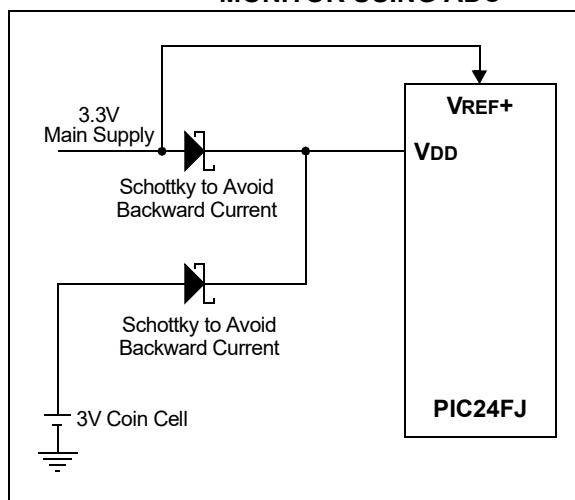 MONITOR USING ADC
VREF+
3.3V
Main Supply
VDD
Schottky to Avoid
Backward Current
Schottky to Avoid
Backward Current
3V Coin Cell
PIC24FJ